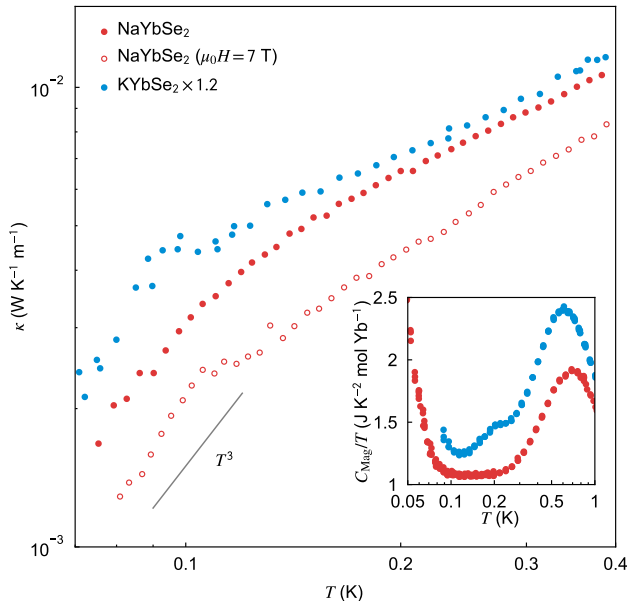 NaYbSe₂
NaYbSe₂ (μ₀H = 7 T)
KYbSe₂ × 1.2
10⁻²
κ (W K⁻¹ m⁻¹)
T³
10⁻³
0.1
0.2
0.3
0.4
T (K)
2.5
2
1.5
1
C_Mag/T (J K⁻² mol Yb⁻¹)
0.05
0.1
0.2
0.5
1
T (K)